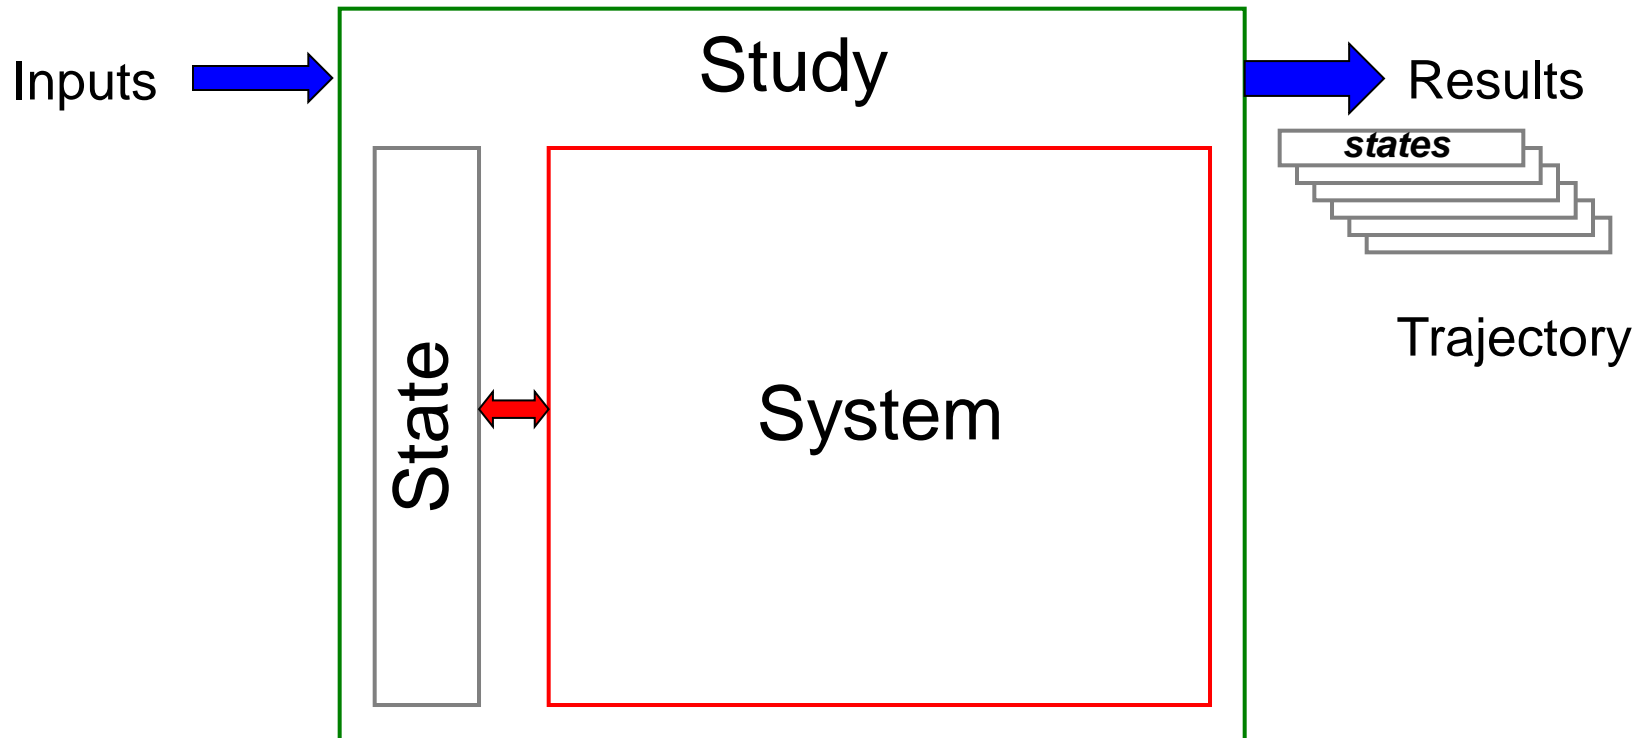 Study
Inputs
Results
states
Trajectory
State
System